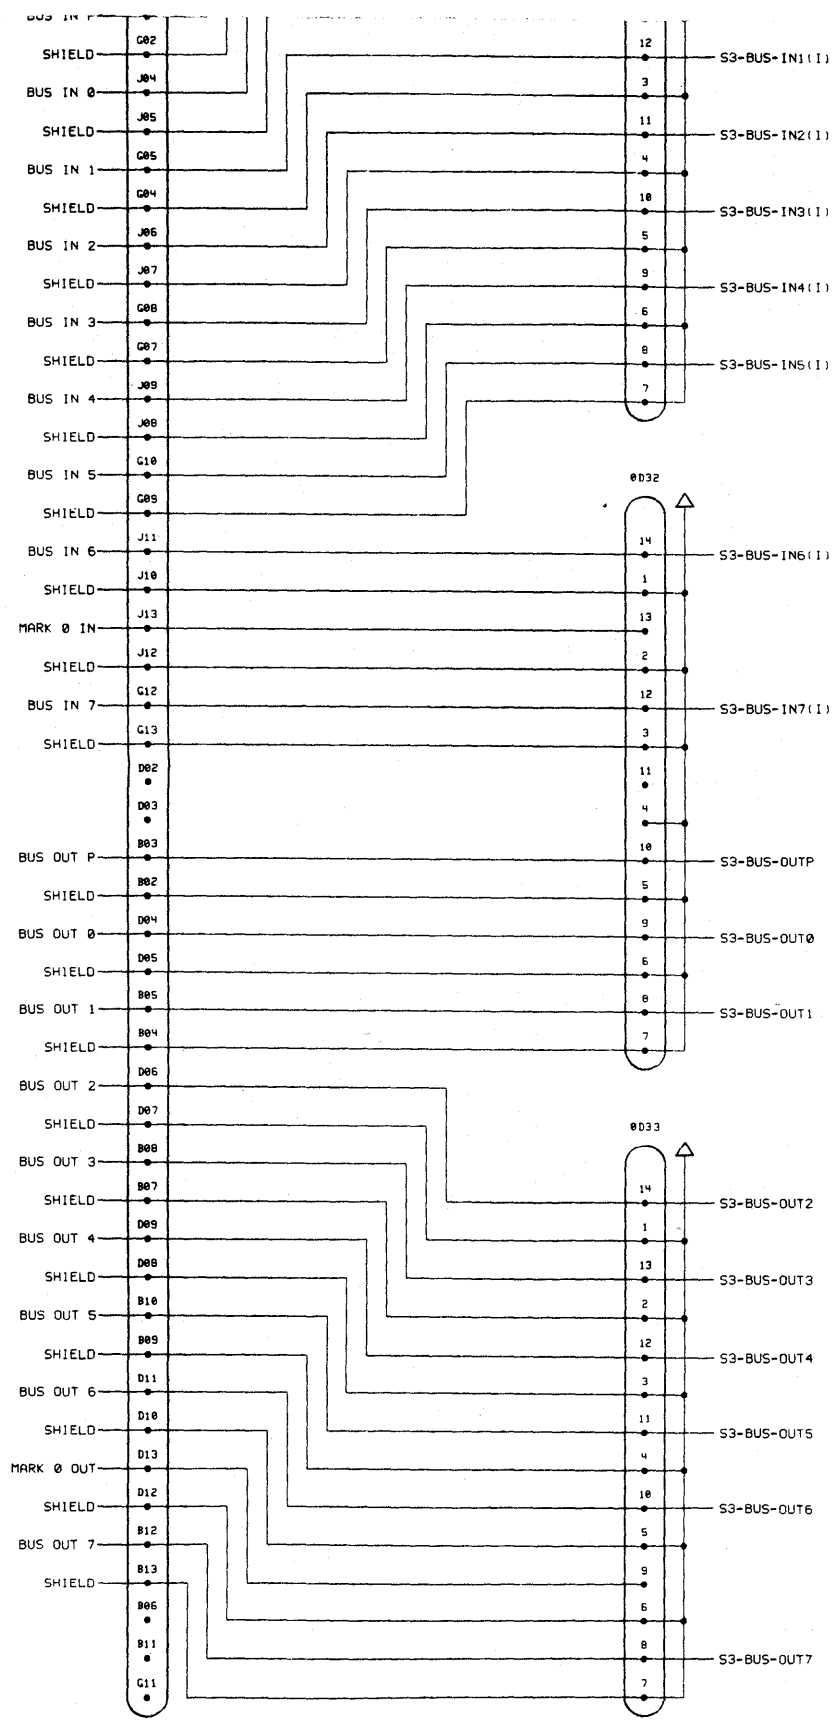 BUS IN P
G02
SHIELD
12
S3-BUS-IN1(I)
J04
BUS IN 0
3
J05
SHIELD
11
S3-BUS-IN2(I)
G05
BUS IN 1
4
G04
SHIELD
10
S3-BUS-IN3(I)
J06
BUS IN 2
5
J07
SHIELD
9
S3-BUS-IN4(I)
G08
BUS IN 3
6
G07
SHIELD
8
S3-BUS-IN5(I)
J09
BUS IN 4
7
J08
SHIELD
G10
BUS IN 5
0D32
G09
SHIELD
J11
BUS IN 6
14
S3-BUS-IN6(I)
J10
SHIELD
1
J13
MARK 0 IN
13
J12
SHIELD
2
G12
BUS IN 7
12
S3-BUS-IN7(I)
G13
SHIELD
3
D02
11
D03
4
B03
BUS OUT P
10
S3-BUS-OUTP
B02
SHIELD
5
D04
BUS OUT 0
9
S3-BUS-OUT0
D05
SHIELD
6
B05
BUS OUT 1
8
S3-BUS-OUT1
B04
SHIELD
7
D06
BUS OUT 2
D07
SHIELD
0D33
B08
BUS OUT 3
B07
SHIELD
14
S3-BUS-OUT2
D09
BUS OUT 4
1
D08
SHIELD
13
S3-BUS-OUT3
B10
BUS OUT 5
2
B09
SHIELD
12
S3-BUS-OUT4
D11
BUS OUT 6
3
D10
SHIELD
11
S3-BUS-OUT5
D13
MARK 0 OUT
4
D12
SHIELD
10
S3-BUS-OUT6
B12
BUS OUT 7
5
B13
SHIELD
9
B06
6
B11
8
S3-BUS-OUT7
G11
7